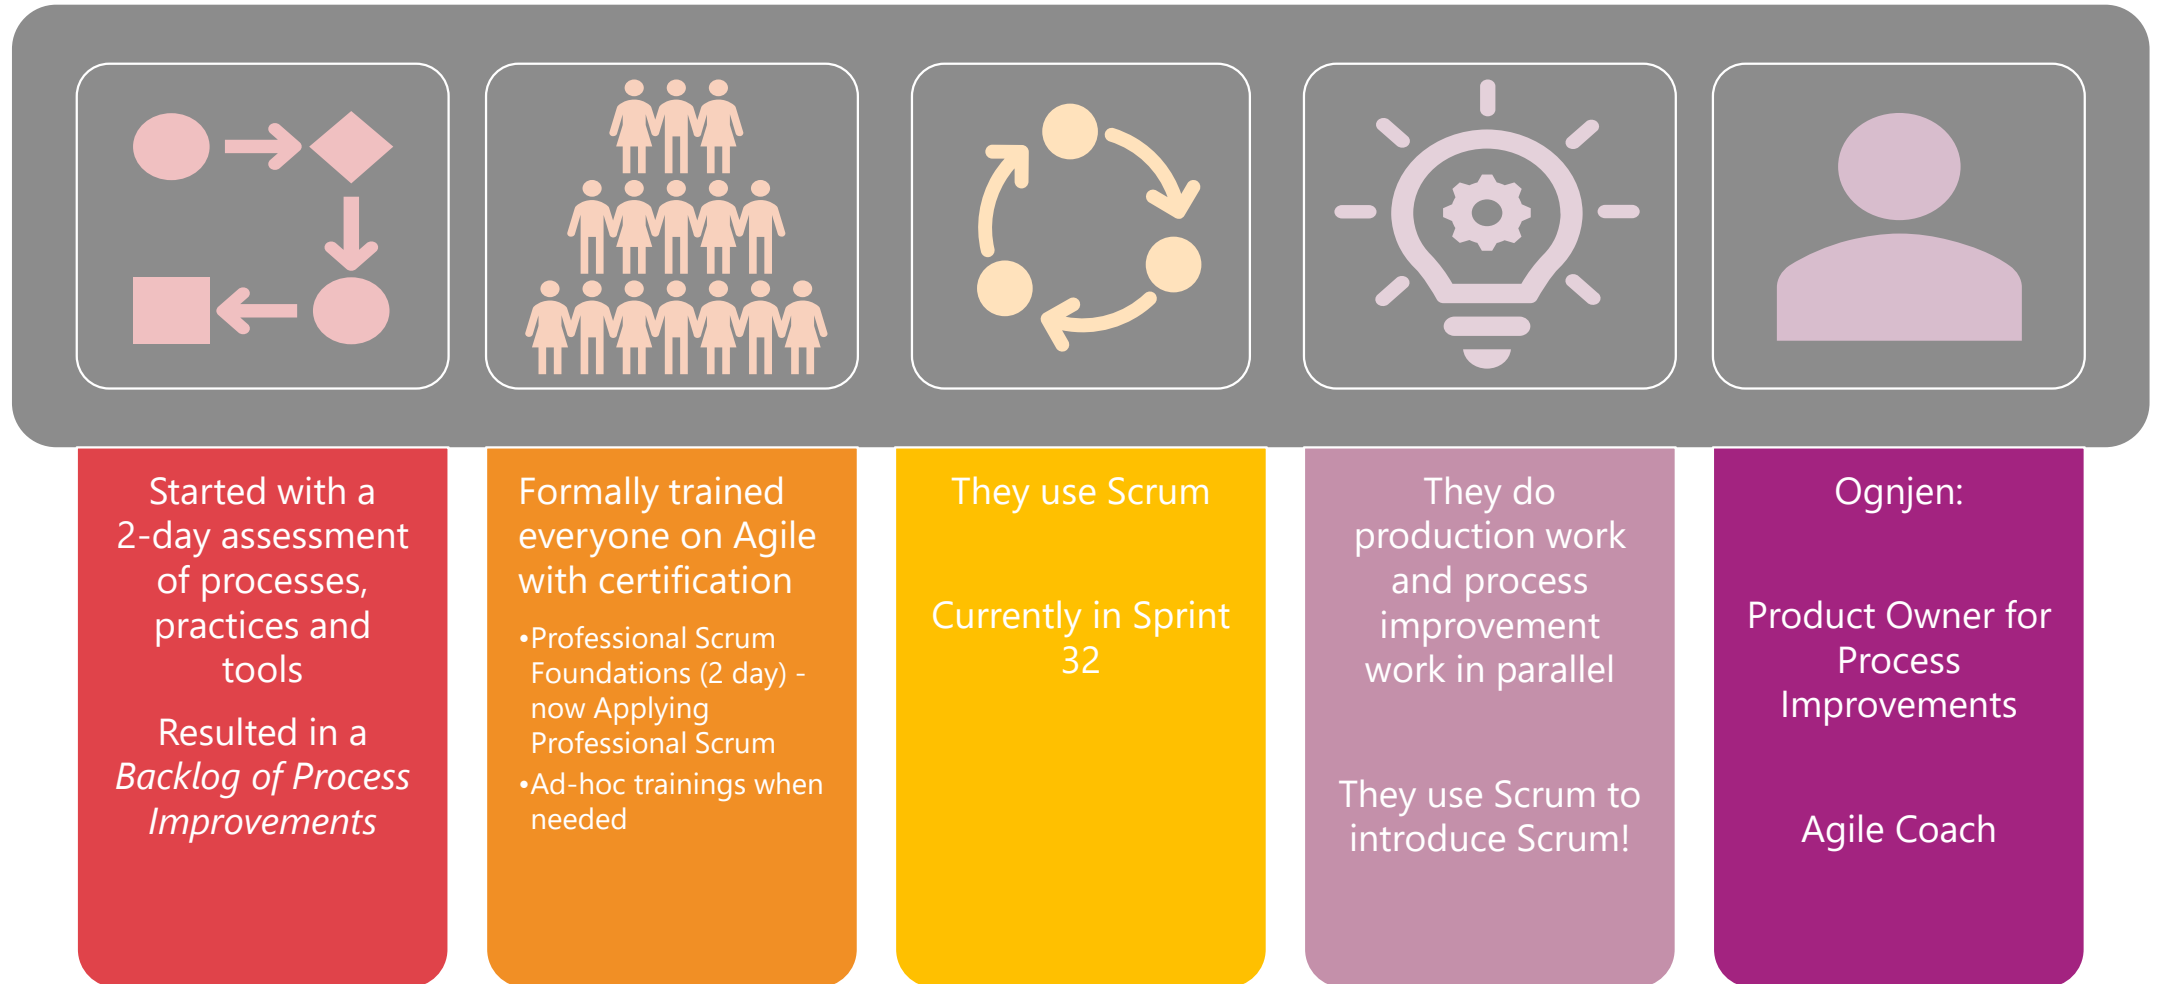 Started with a
2-day assessment
of processes,
practices and
tools
Resulted in a
Backlog of Process
Improvements
Formally trained
everyone on Agile
with certification
•Professional Scrum
Foundations (2 day) -
now Applying
Professional Scrum
•Ad-hoc trainings when
needed
They use Scrum
Currently in Sprint
32
They do
production work
and process
improvement
work in parallel
They use Scrum to
introduce Scrum!
Ognjen:
Product Owner for
Process
Improvements
Agile Coach